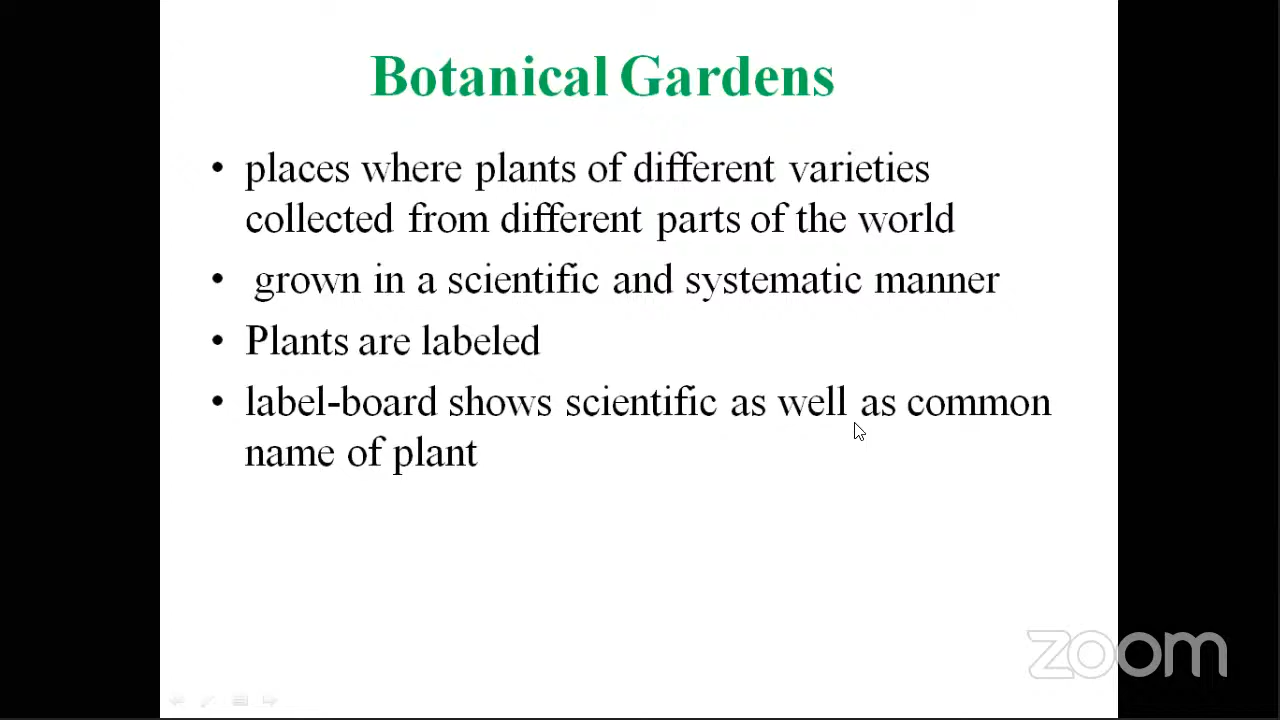 Botanical Gardens
• places where plants of different varieties
collected from different parts of the world
• grown in a scientific and systematic manner
• Plants are labeled
• label-board shows scientific as well as common
name of plant
zoom